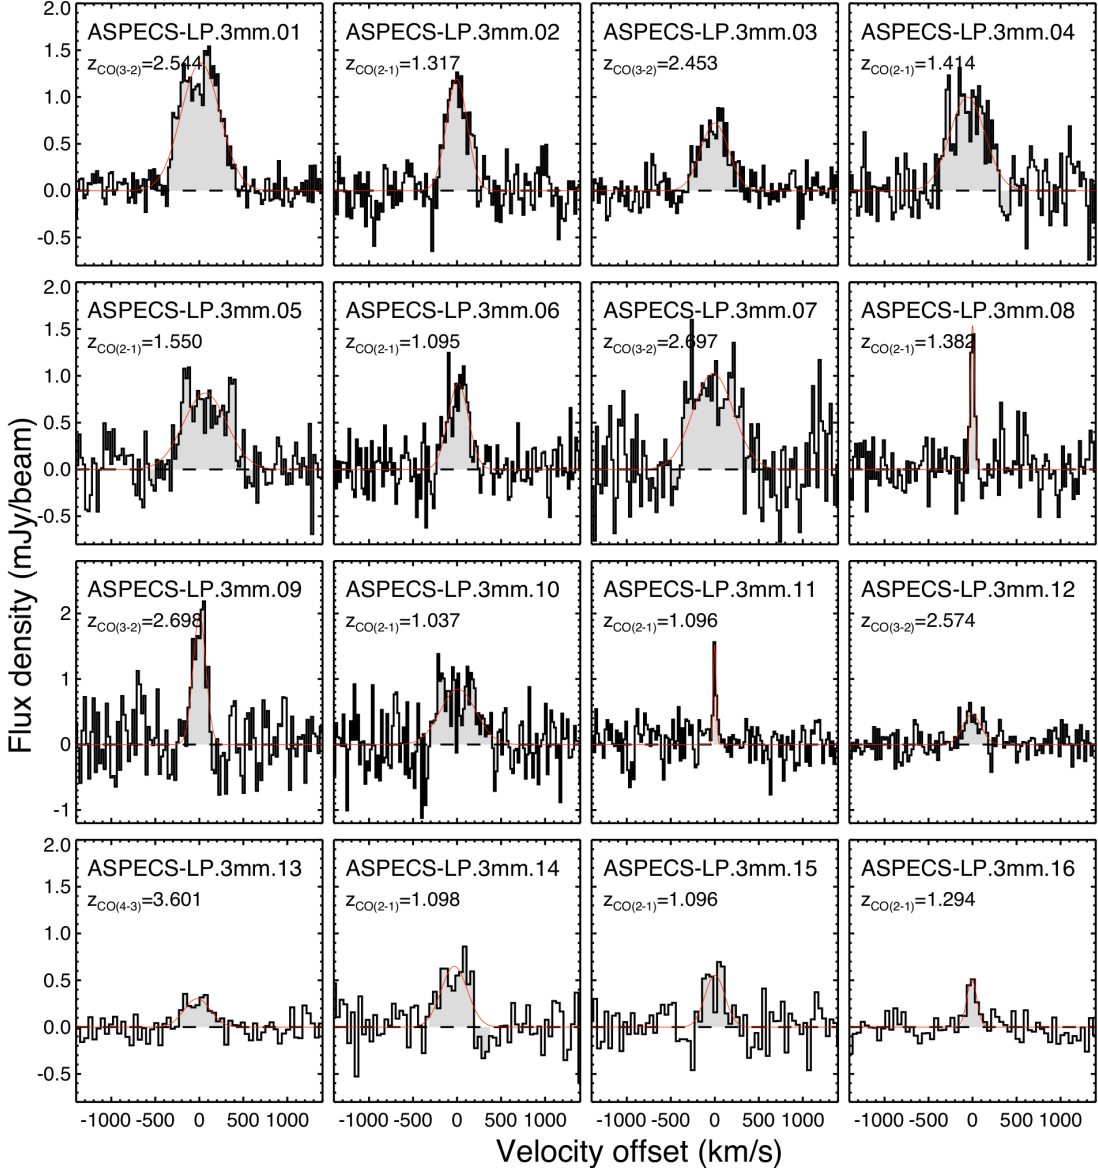 2.0
1.5
1.0
0.5
0.0
-0.5
ASPECS-LP.3mm.01
zCO(3-2)=2.544
ASPECS-LP.3mm.02
zCO(2-1)=1.317
ASPECS-LP.3mm.03
zCO(3-2)=2.453
ASPECS-LP.3mm.04
zCO(2-1)=1.414
2.0
1.5
1.0
0.5
0.0
-0.5
ASPECS-LP.3mm.05
zCO(2-1)=1.550
ASPECS-LP.3mm.06
zCO(2-1)=1.095
ASPECS-LP.3mm.07
zCO(3-2)=2.697
ASPECS-LP.3mm.08
zCO(2-1)=1.382
Flux density (mJy/beam)
2
1
0
-1
ASPECS-LP.3mm.09
zCO(3-2)=2.698
ASPECS-LP.3mm.10
zCO(2-1)=1.037
ASPECS-LP.3mm.11
zCO(2-1)=1.096
ASPECS-LP.3mm.12
zCO(3-2)=2.574
2.0
1.5
1.0
0.5
0.0
-0.5
ASPECS-LP.3mm.13
zCO(4-3)=3.601
ASPECS-LP.3mm.14
zCO(2-1)=1.098
ASPECS-LP.3mm.15
zCO(2-1)=1.096
ASPECS-LP.3mm.16
zCO(2-1)=1.294
-1000 -500 0 500 1000
-1000 -500 0 500 1000
-1000 -500 0 500 1000
-1000 -500 0 500 1000
Velocity offset (km/s)